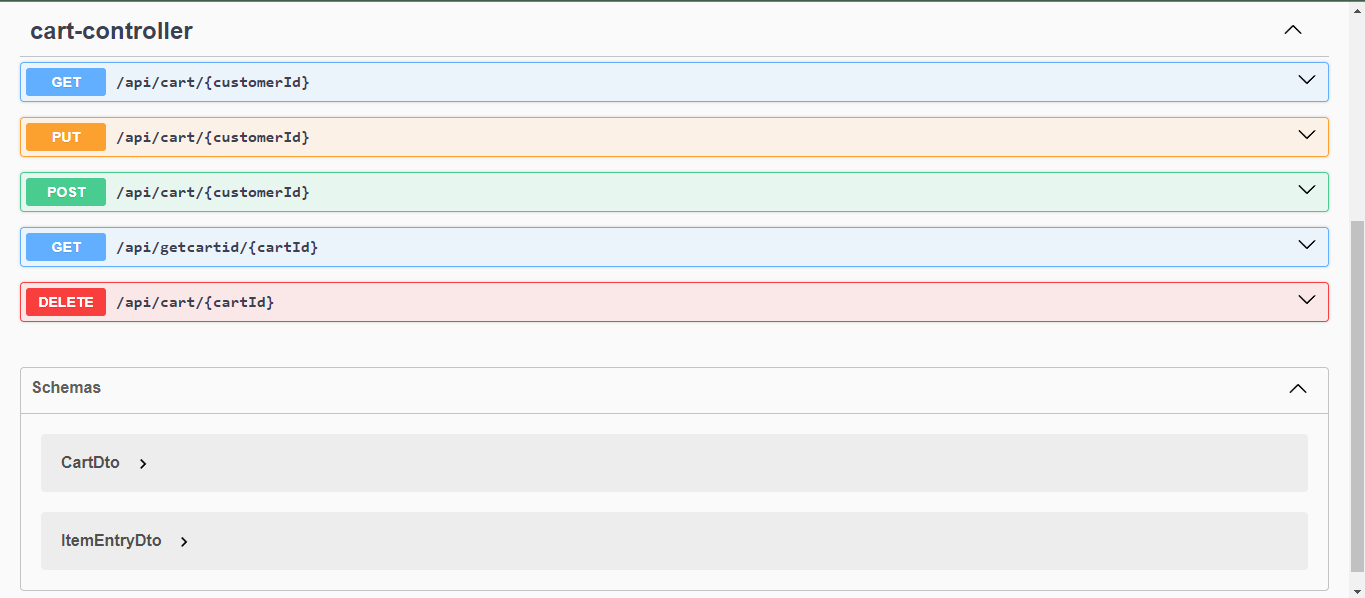 cart-controller
GET /api/cart/{customerId}
PUT /api/cart/{customerId}
POST /api/cart/{customerId}
GET /api/getcartid/{cartId}
DELETE /api/cart/{cartId}
Schemas
CartDto
ItemEntryDto